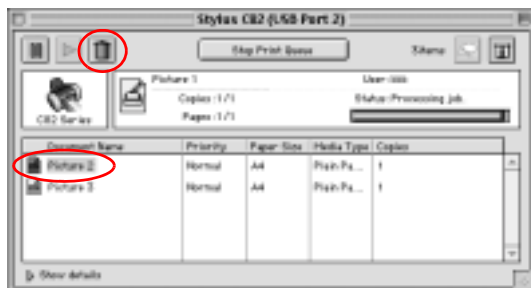 Stylus C82 (USB Port 2)
Stop Print Queue
3 items
Picture 1
User:
Copies :1/1
Status :Processing job.
Pages :1/1
C82 Series
Document Name Priority Paper Size Media Type Copies
Picture 2 Normal A4 Plain Pa... 1
Picture 3 Normal A4 Plain Pa... 1
Show details